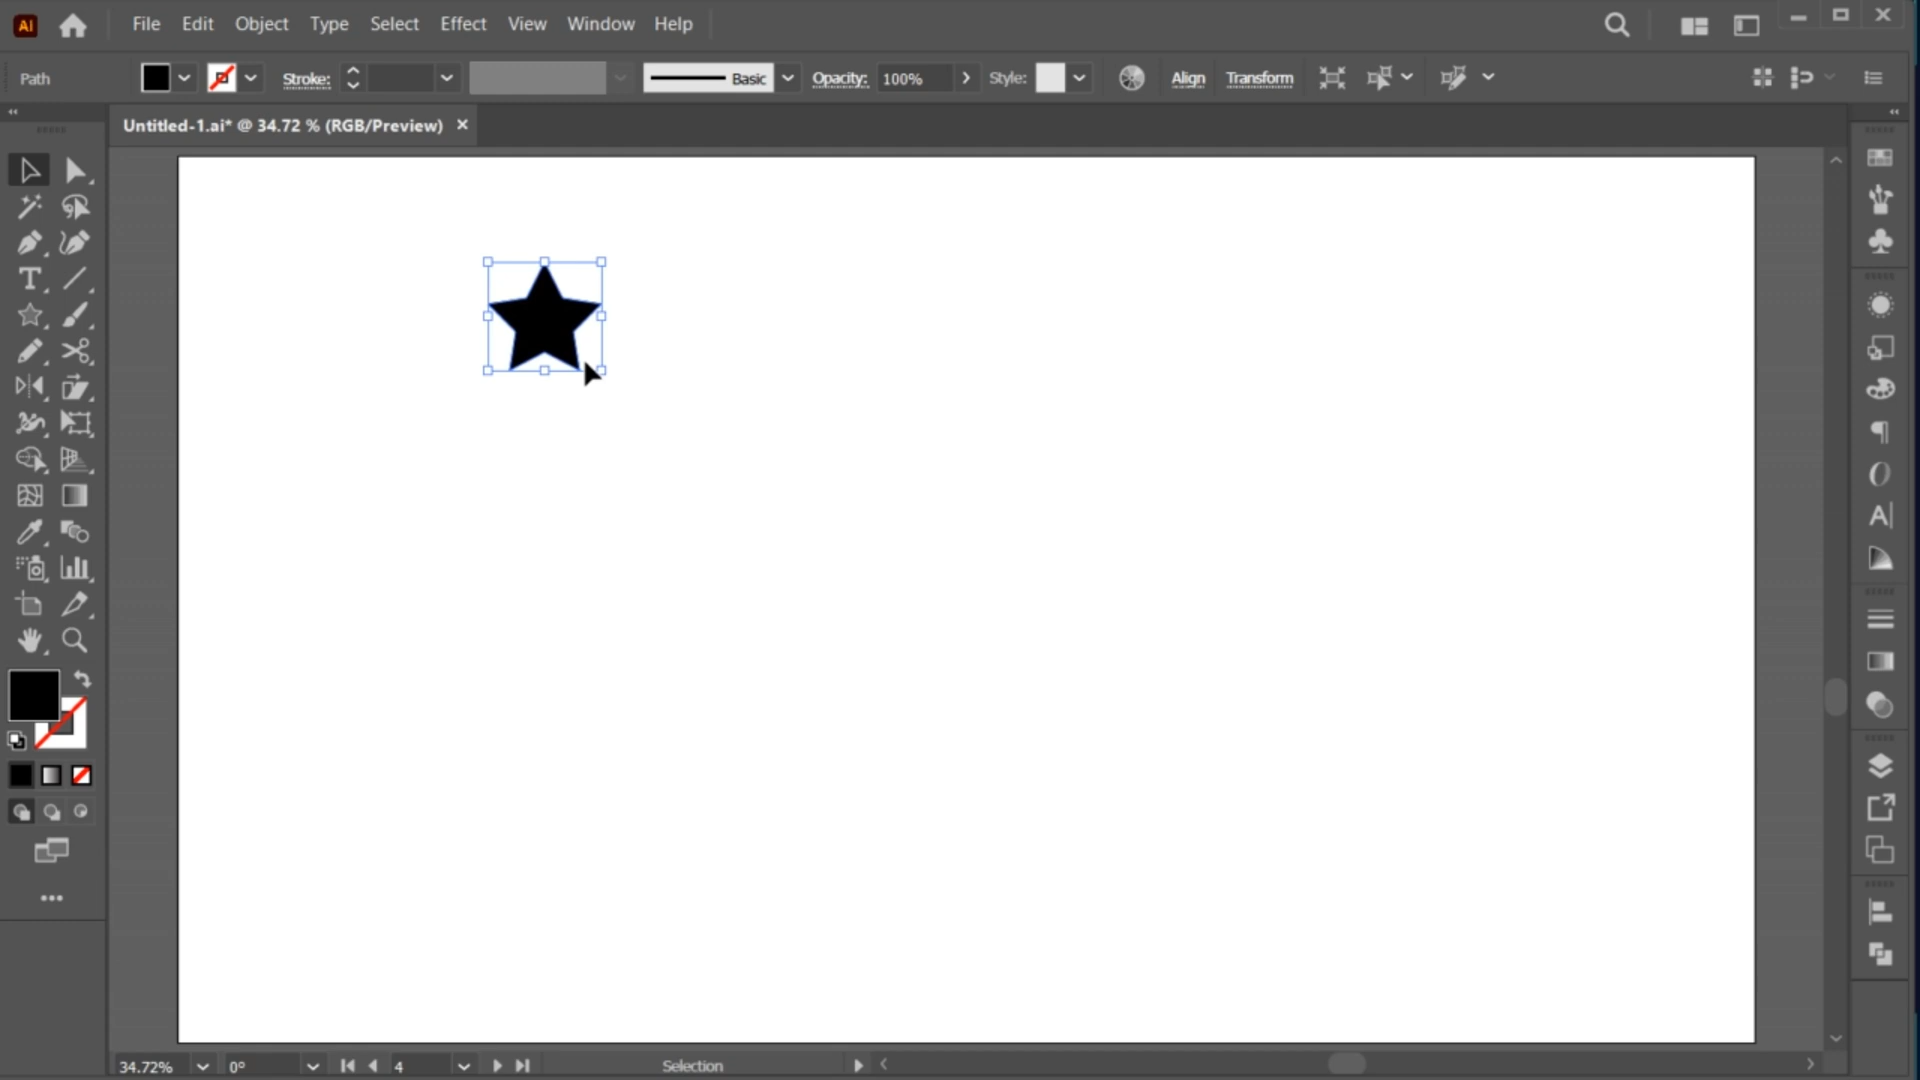 Ai File Edit Object Type Select Effect View Window Help
Path Stroke: Basic Opacity: 100% Style: Align Transform
Untitled-1.ai* @ 34.72 % (RGB/Preview) ×
34.72% 0° 4 Selection